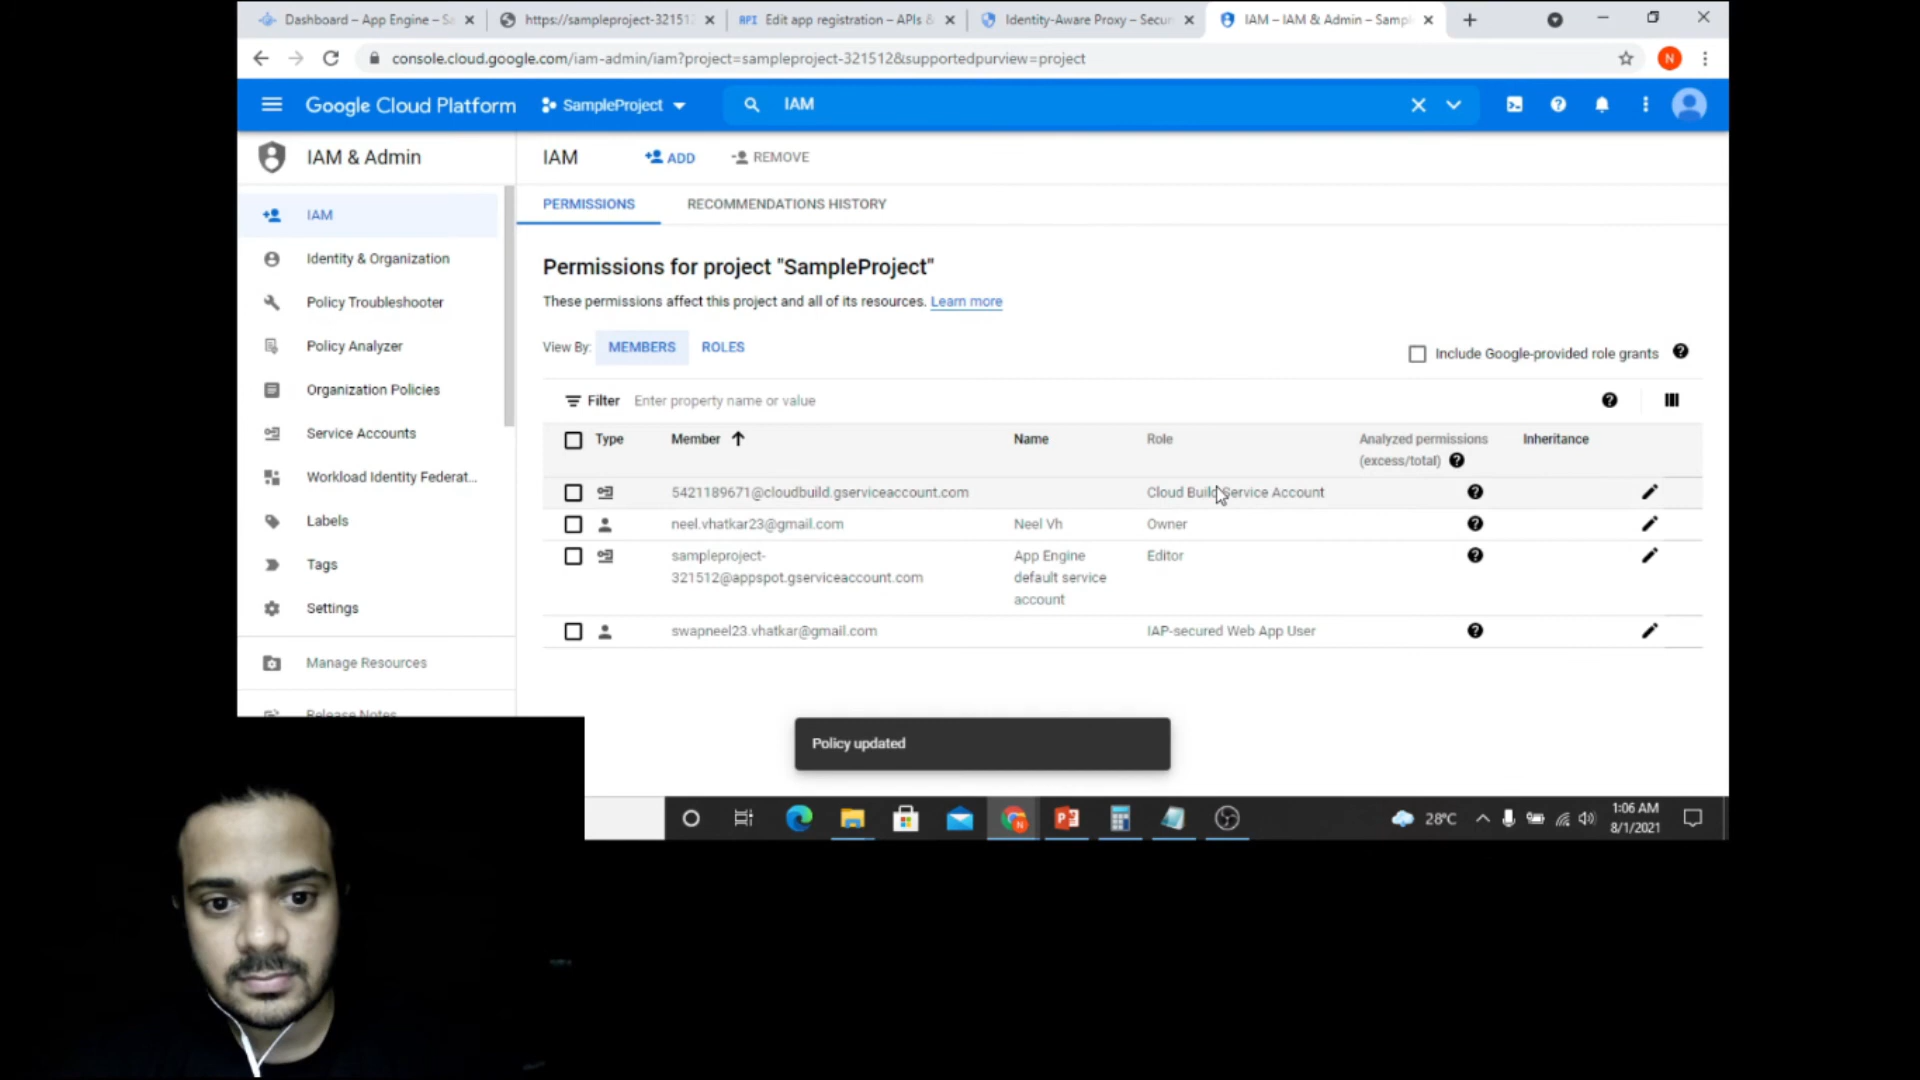 Dashboard – App Engine – S
https://sampleproject-32151
API Edit app registration – APIs &
Identity-Aware Proxy – Secur
IAM – IAM & Admin – Sampl
console.cloud.google.com/iam-admin/iam?project=sampleproject-321512&supportedpurview=project
N
Google Cloud Platform
SampleProject
IAM
IAM & Admin
IAM
ADD
REMOVE
PERMISSIONS
RECOMMENDATIONS HISTORY
IAM
Identity & Organization
Policy Troubleshooter
Policy Analyzer
Organization Policies
Service Accounts
Workload Identity Federat...
Labels
Tags
Settings
Manage Resources
Release Notes
Permissions for project "SampleProject"
These permissions affect this project and all of its resources. Learn more
View By: MEMBERS ROLES
Include Google-provided role grants
Filter Enter property name or value
Type Member Name Role Analyzed permissions Inheritance
(excess/total)
5421189671@cloudbuild.gserviceaccount.com Cloud Build Service Account
neel.vhatkar23@gmail.com Neel Vh Owner
sampleproject- App Engine Editor
321512@appspot.gserviceaccount.com default service
account
swapneel23.vhatkar@gmail.com IAP-secured Web App User
Policy updated
28°C
1:06 AM
8/1/2021